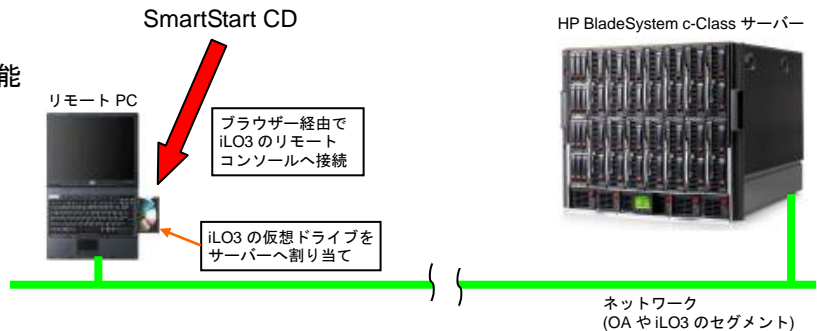 SmartStart CD
HP BladeSystem c-Class サーバー
能
リモート PC
ブラウザー経由で
iLO3 のリモート
コンソールへ接続
iLO3 の仮想ドライブを
サーバーへ割り当て
ネットワーク
(OA や iLO3 のセグメント)